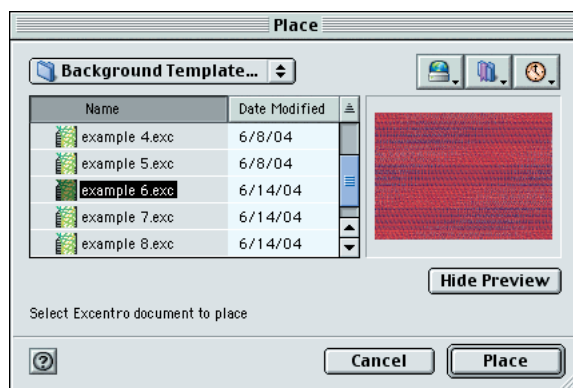 Place
Background Template...
Name Date Modified
example 4.exc 6/8/04
example 5.exc 6/8/04
example 6.exc 6/14/04
example 7.exc 6/14/04
example 8.exc 6/14/04
Hide Preview
Select Excentro document to place
? Cancel Place